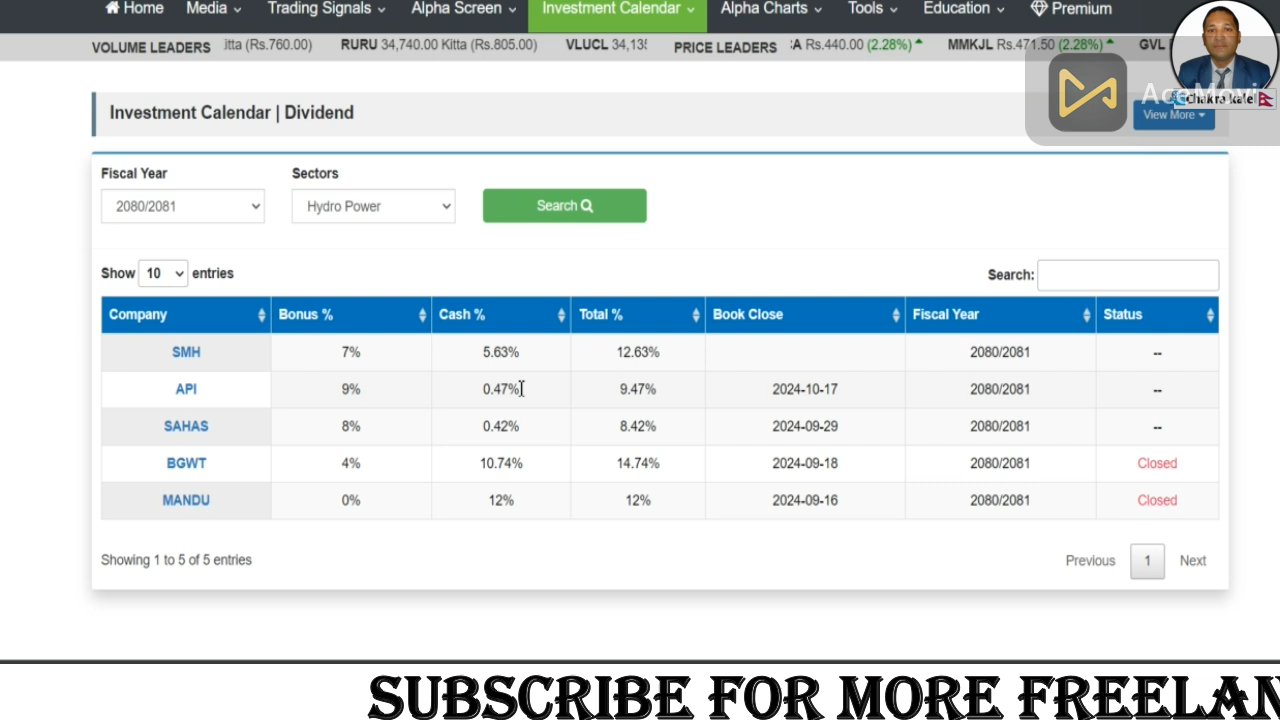 Home Media Trading Signals Alpha Screen Investment Calendar Alpha Charts Tools Education Premium
VOLUME LEADERS itta (Rs.760.00) RURU 34,740.00 Kitta (Rs.805.00) VLUCL 34,13 PRICE LEADERS :A Rs.440.00 (2.28%) MMKJL Rs.471.50 (2.28%) GVL
Investment Calendar | Dividend
View More
Fiscal Year Sectors
2080/2081 Hydro Power Search
Show 10 entries Search:
Company Bonus % Cash % Total % Book Close Fiscal Year Status
SMH 7% 5.63% 12.63% 2080/2081 --
API 9% 0.47% 9.47% 2024-10-17 2080/2081 --
SAHAS 8% 0.42% 8.42% 2024-09-29 2080/2081 --
BGWT 4% 10.74% 14.74% 2024-09-18 2080/2081 Closed
MANDU 0% 12% 12% 2024-09-16 2080/2081 Closed
Showing 1 to 5 of 5 entries Previous 1 Next
SUBSCRIBE FOR MORE FREELAN